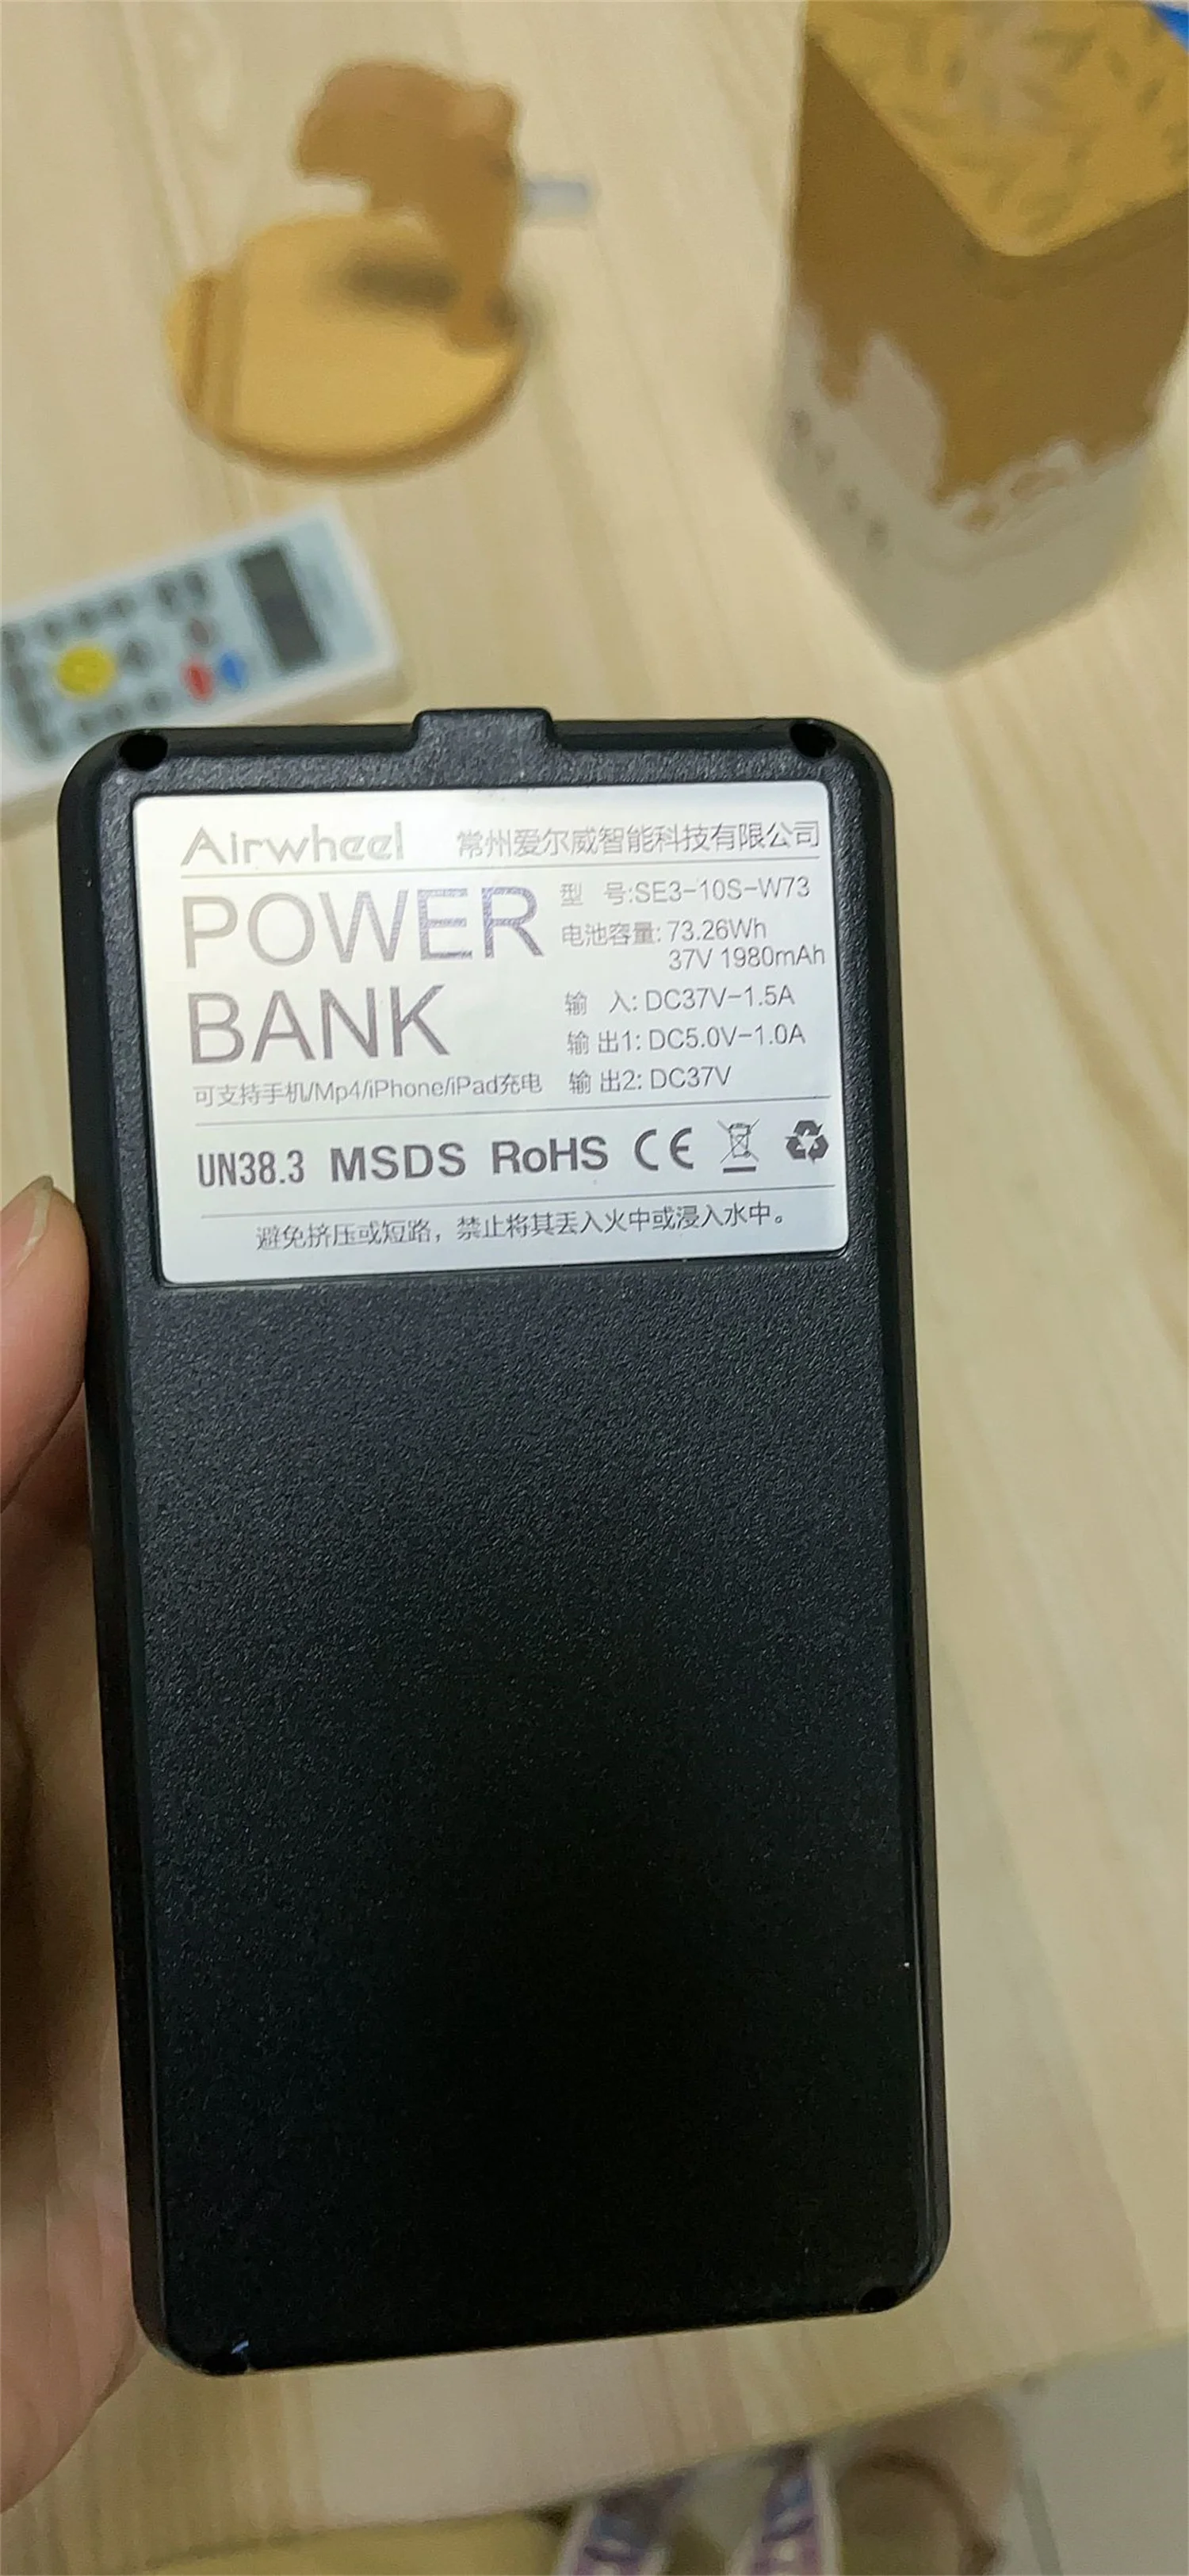 Airwheel 常州爱尔威智能科技有限公司
POWER
BANK
可支持手机/Mp4/iPhone/iPad充电
型 号:SE3-10S-W73
电池容量: 73.26Wh
37V 1980mAh
输 入: DC37V-1.5A
输 出1: DC5.0V-1.0A
输 出2: DC37V
UN38.3 MSDS RoHS CE
避免挤压或短路，禁止将其丢入火中或浸入水中。